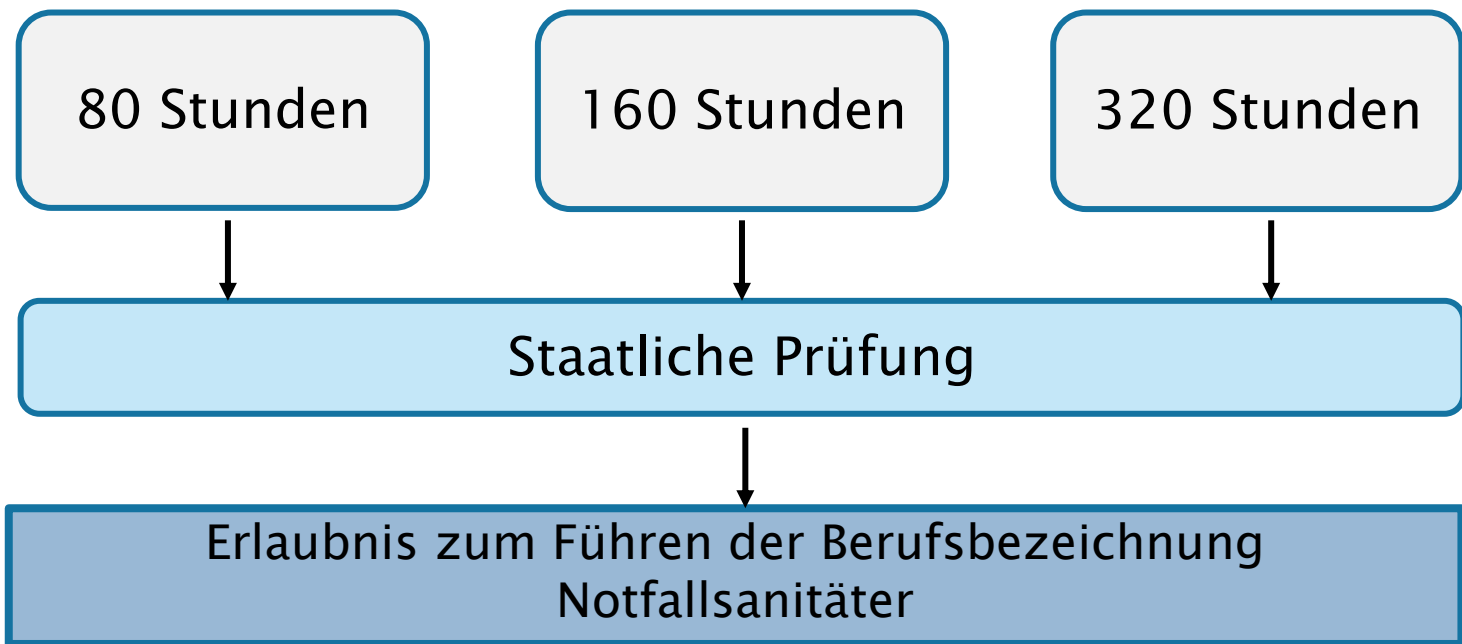 80 Stunden
160 Stunden
320 Stunden
Staatliche Prüfung
Erlaubnis zum Führen der Berufsbezeichnung
Notfallsanitäter